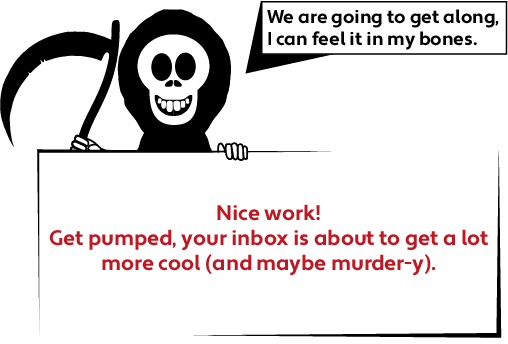 We are going to get along,
I can feel it in my bones.
Nice work!
Get pumped, your inbox is about to get a lot
more cool (and maybe murder-y).